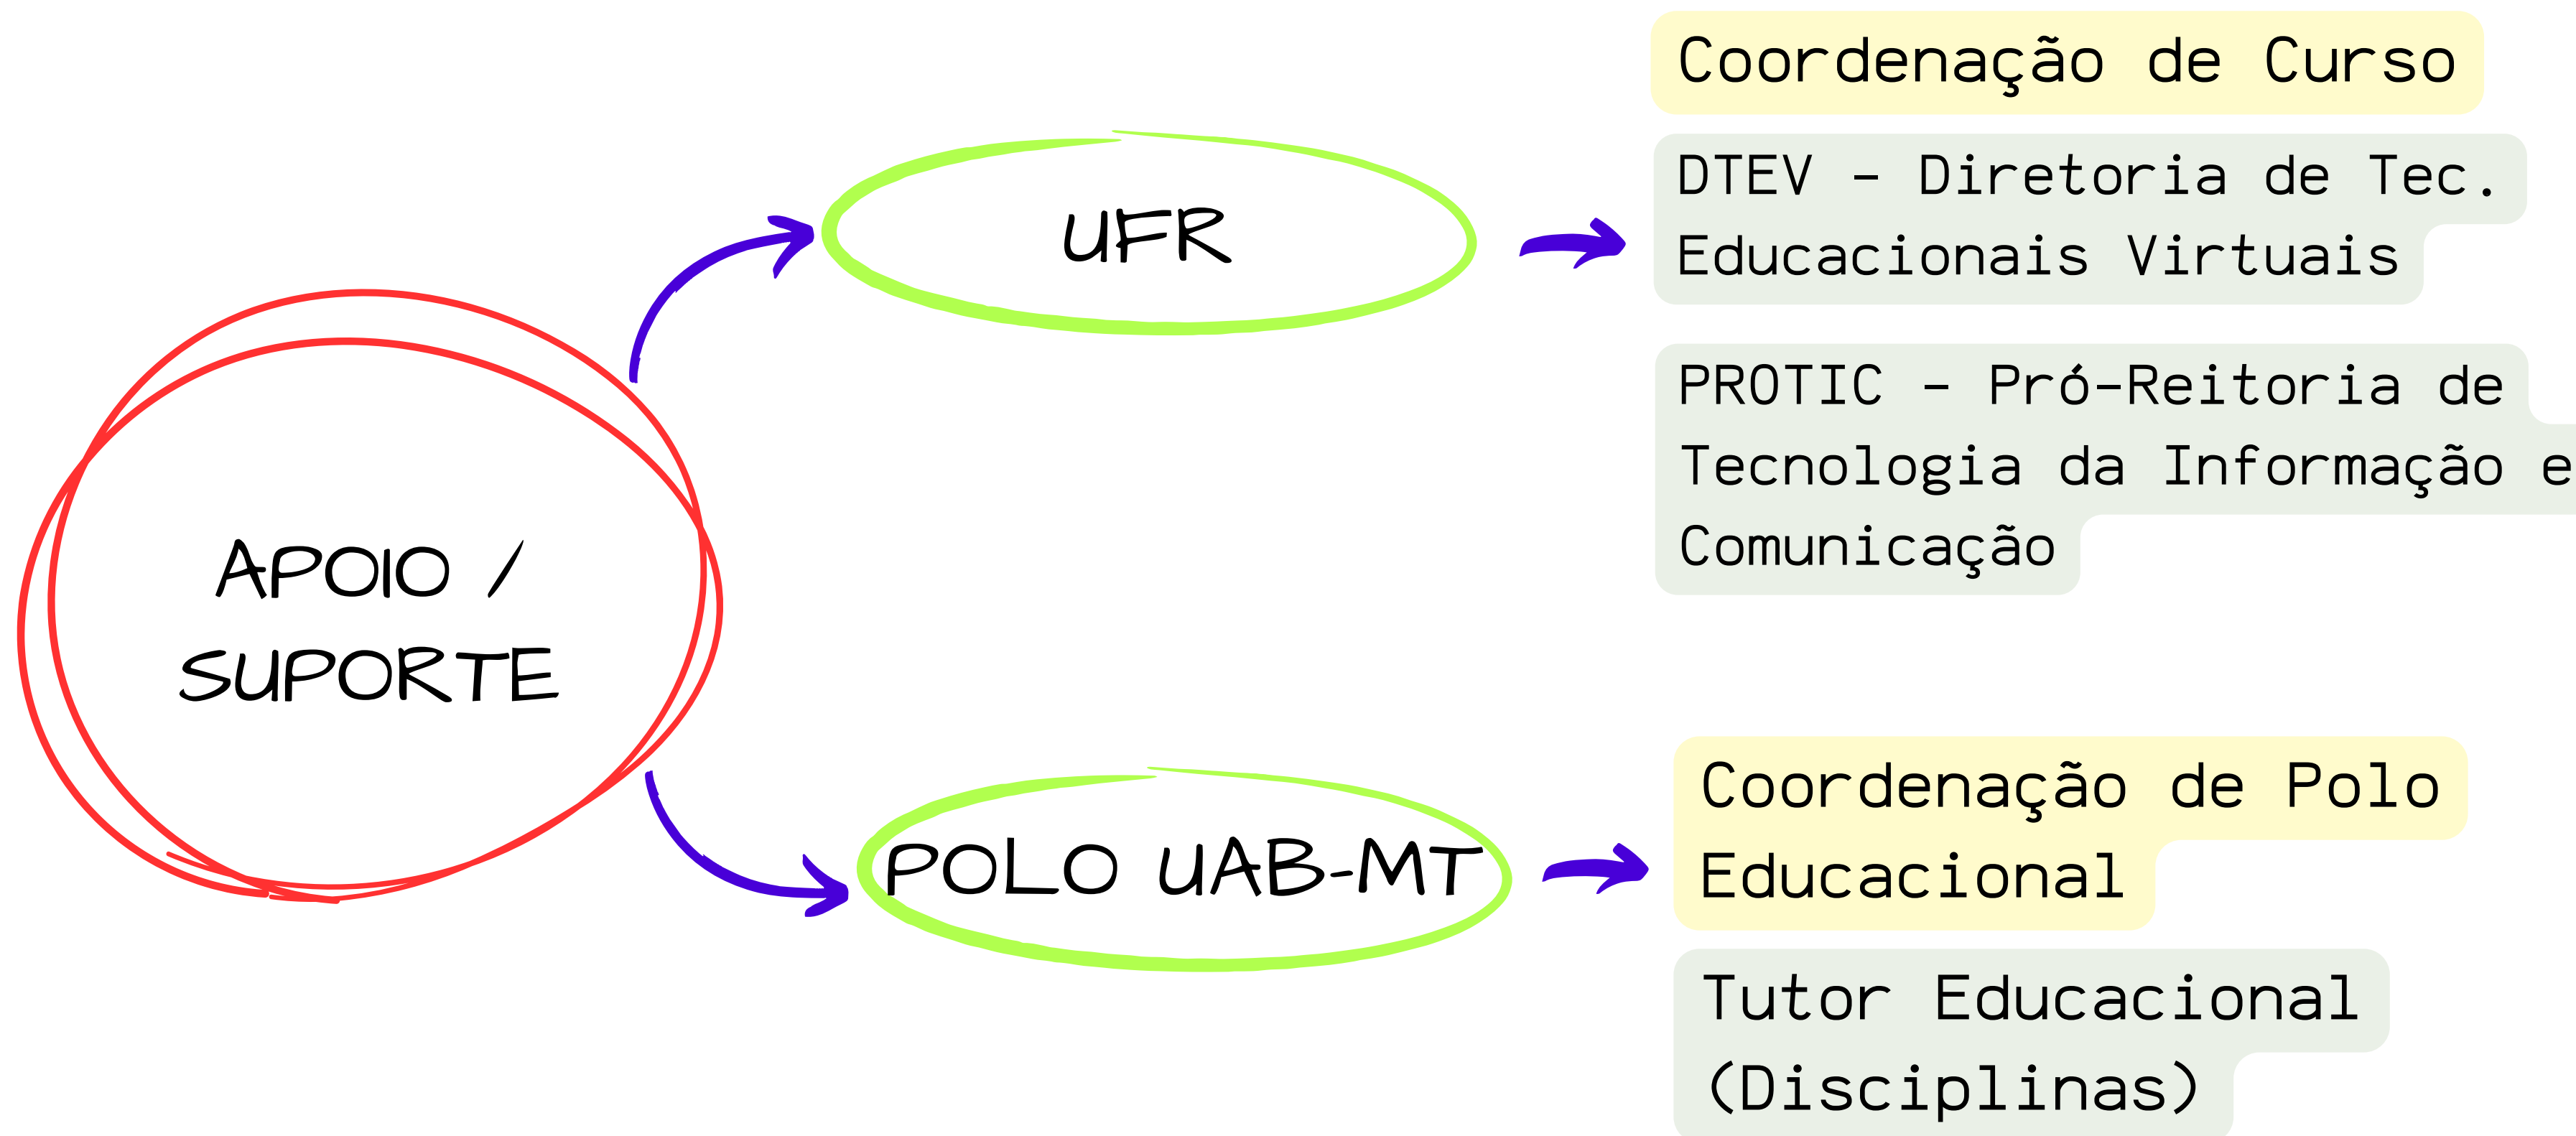 APOIO /
SUPORTE
UFR
Coordenação de Curso
DTEV - Diretoria de Tec.
Educacionais Virtuais
PROTIC - Pró-Reitoria de
Tecnologia da Informação e
Comunicação
POLO UAB-MT
Coordenação de Polo
Educacional
Tutor Educacional
(Disciplinas)